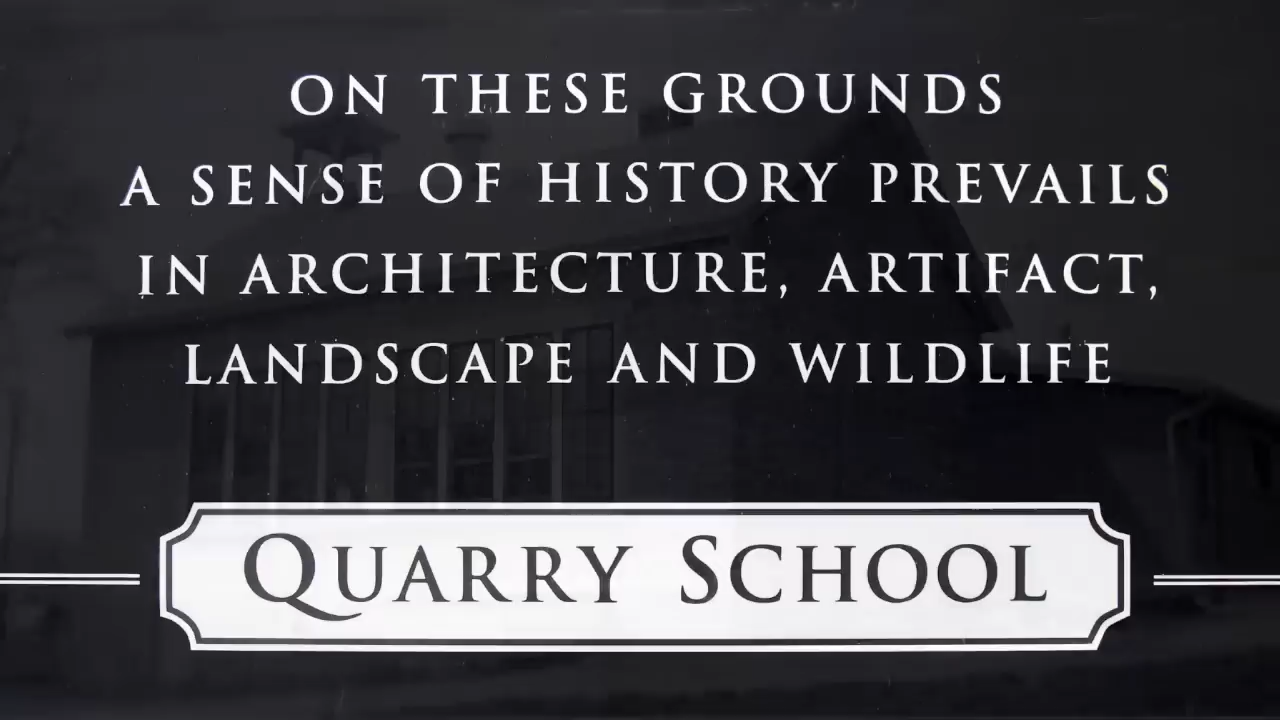 ON THESE GROUNDS
A SENSE OF HISTORY PREVAILS
IN ARCHITECTURE, ARTIFACT,
LANDSCAPE AND WILDLIFE
QUARRY SCHOOL